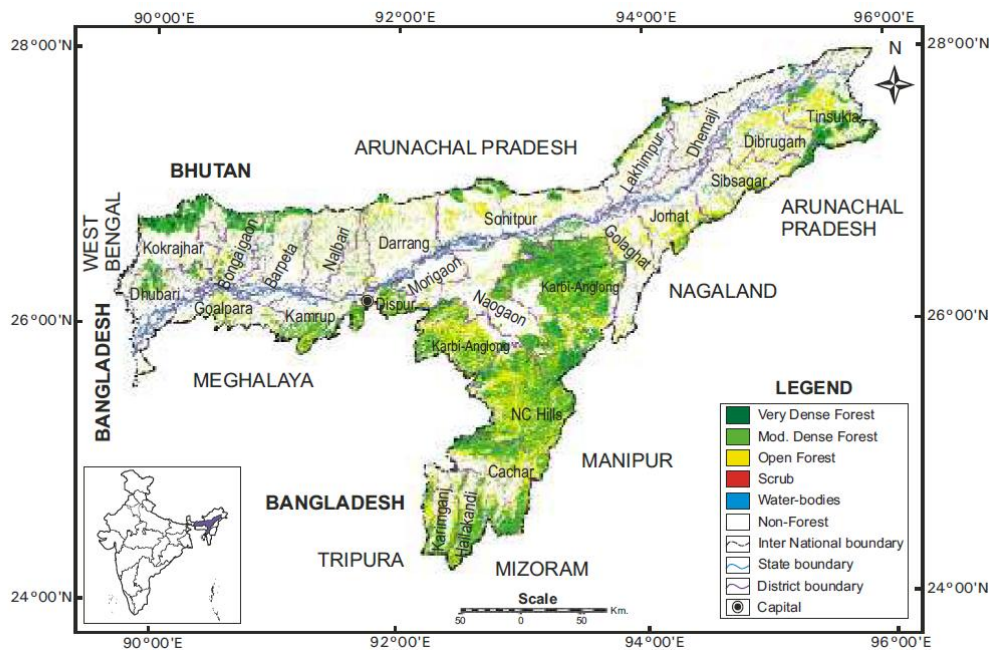 90°00'E
92°00'E
94°00'E
96°00'E
28°00'N
28°00'N
N
ARUNACHAL PRADESH
BHUTAN
Tinsukia
Dibrugarh
Dhemaji
Lakhimpur
Sibsagar
ARUNACHAL
PRADESH
WEST
BENGAL
Sonitpur
Jorhat
Kokrajhar
Bongaigaon
Barpeta
Nalbari
Darrang
Golaghat
Dhubari
Morigaon
Karbi-Anglong
NAGALAND
Goalpara
Kamrup
Dispur
Naogaon
26°00'N
26°00'N
BANGLADESH
Karbi-Anglong
MEGHALAYA
NC Hills
MANIPUR
Cachar
BANGLADESH
Karimganj
Hailakandi
TRIPURA
MIZORAM
LEGEND
Very Dense Forest
Mod. Dense Forest
Open Forest
Scrub
Water-bodies
Non-Forest
Inter National boundary
State boundary
District boundary
Capital
24°00'N
24°00'N
Scale
50 0 50 Km.
90°00'E
92°00'E
94°00'E
96°00'E